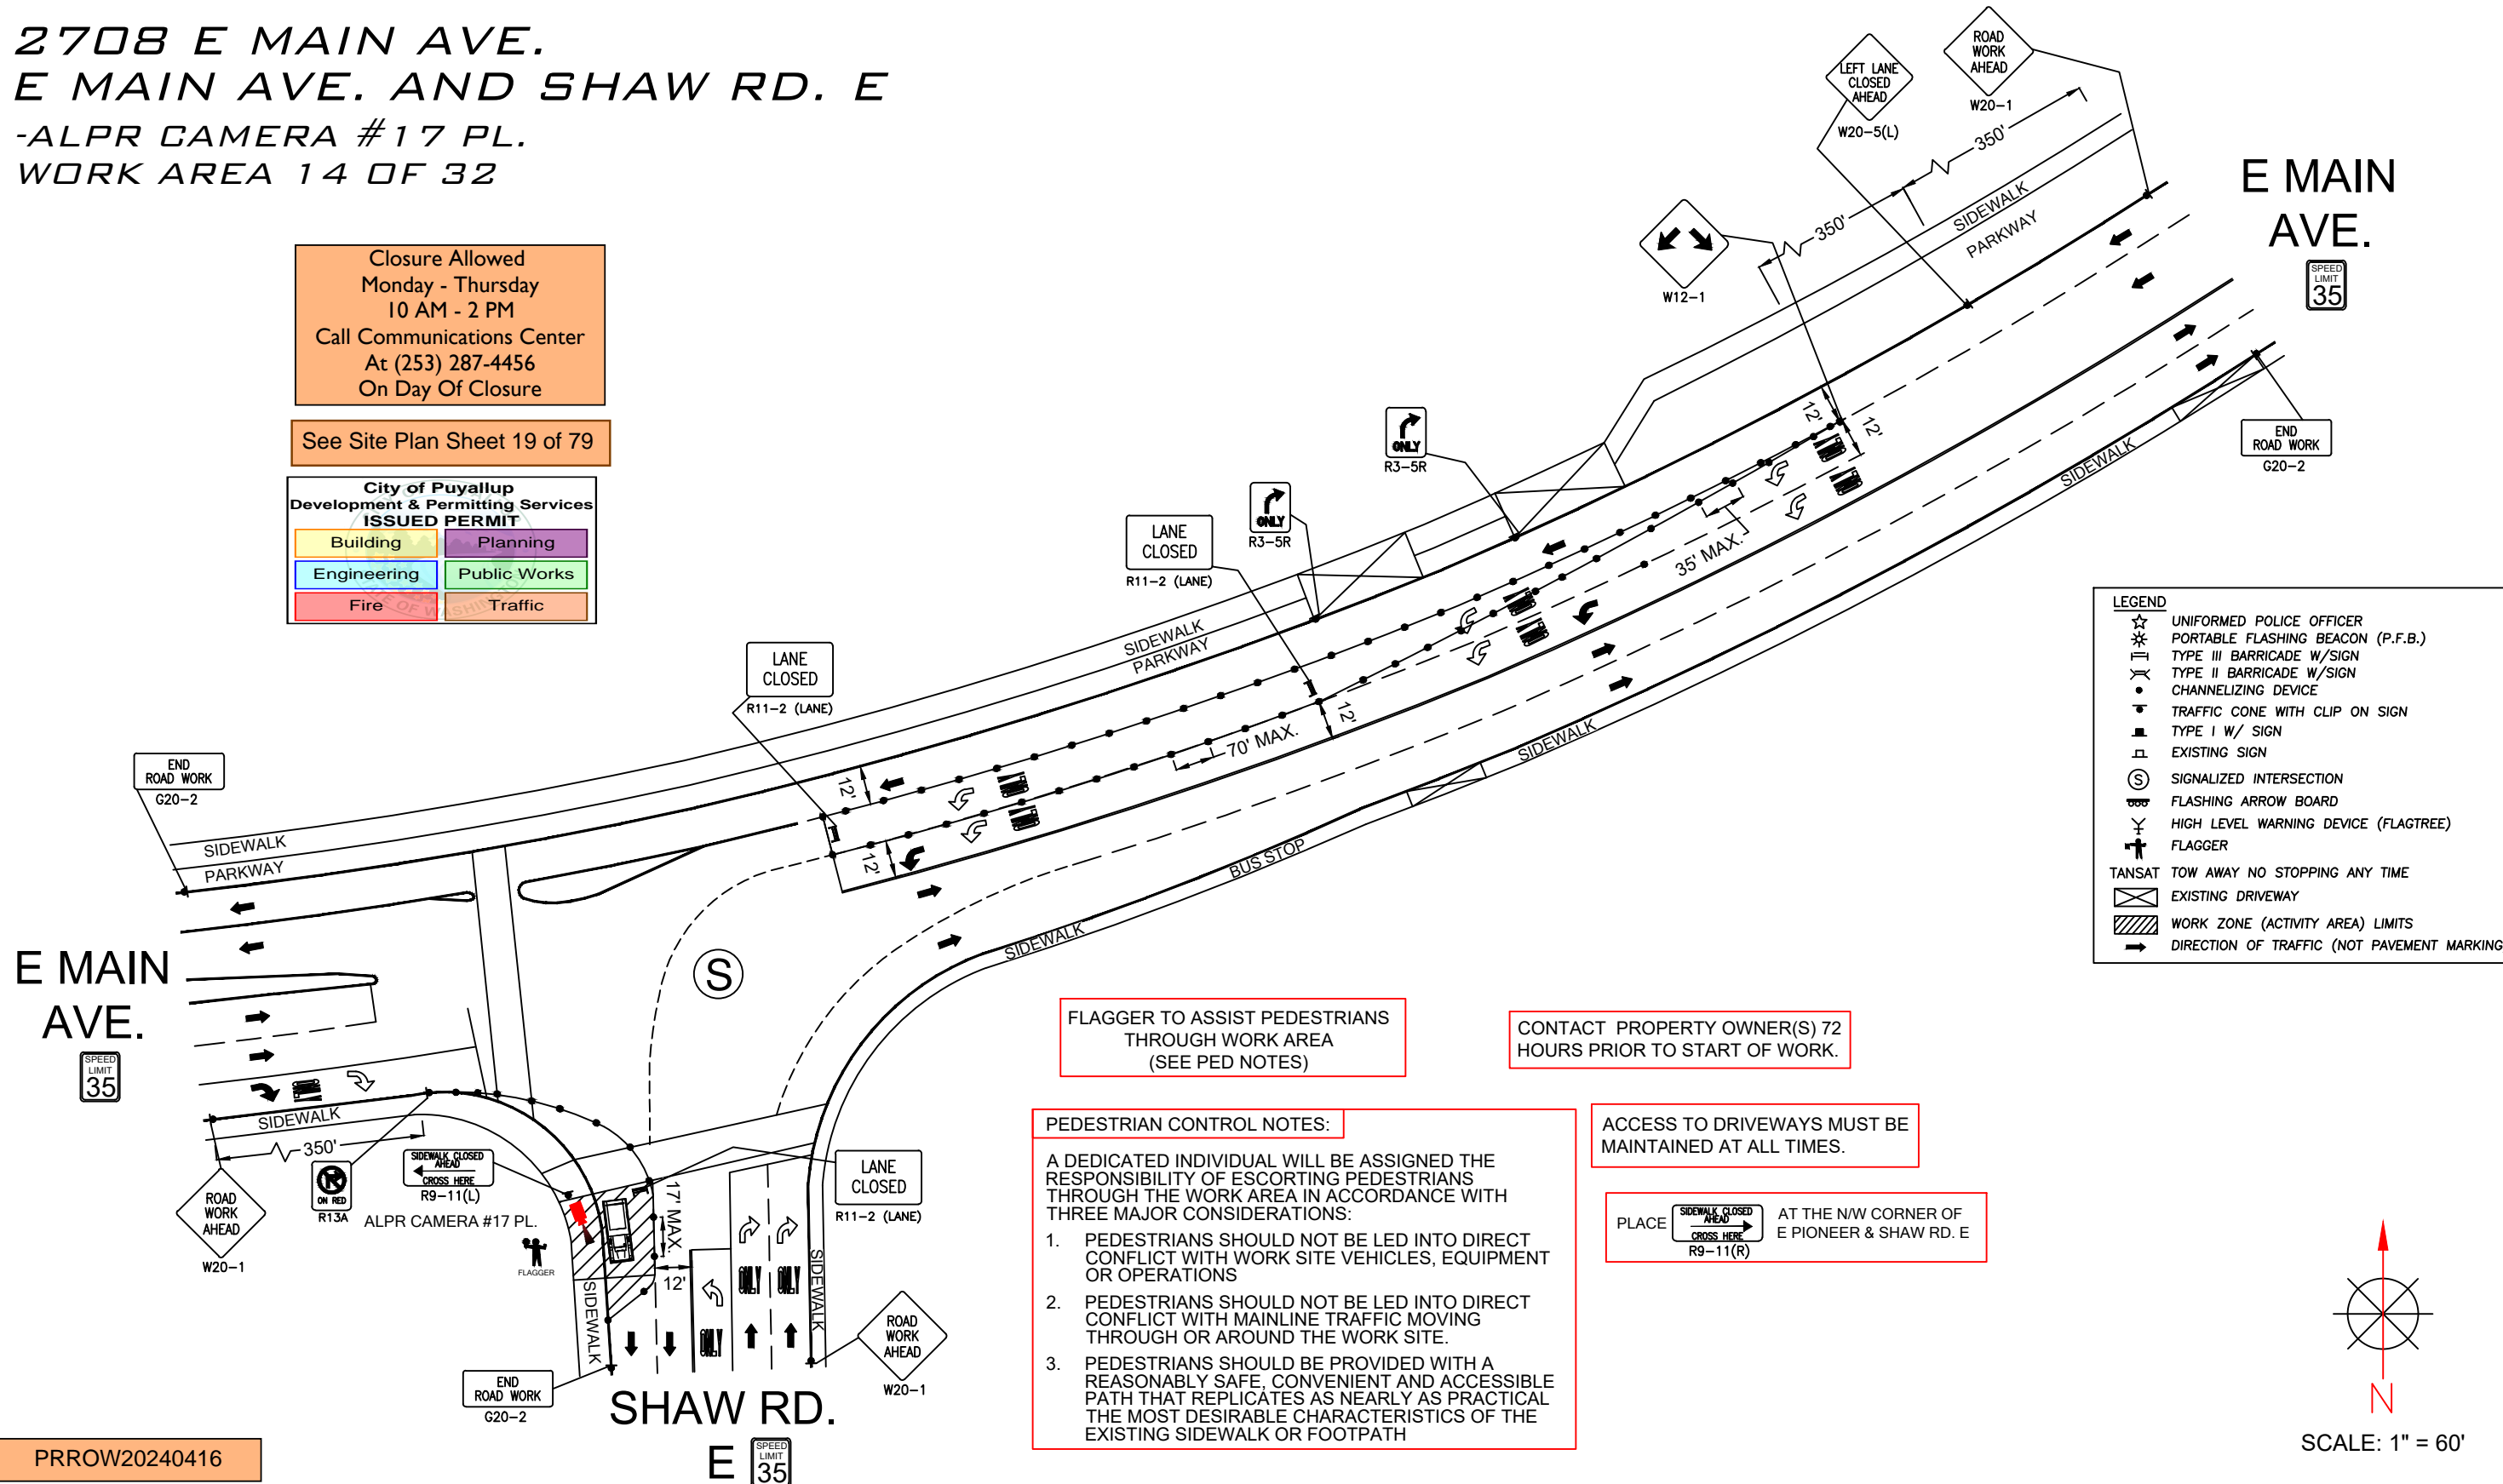 2708 E MAIN AVE.
E MAIN AVE. AND SHAW RD. E
-ALPR CAMERA #17 PL.
WORK AREA 14 OF 32
Closure Allowed
Monday - Thursday
10 AM - 2 PM
Call Communications Center
At (253) 287-4456
On Day Of Closure
See Site Plan Sheet 19 of 79
City of Puyallup
Development & Permitting Services
ISSUED PERMIT
Building
Planning
Engineering
Public Works
Fire
Traffic
OF WASHINGTON
ROAD
WORK
AHEAD
W20-1
LEFT LANE
CLOSED
AHEAD
W20-5(L)
350'
350'
SIDEWALK
PARKWAY
E MAIN
AVE.
SPEED
LIMIT
35
W12-1
12'
12'
END
ROAD WORK
G20-2
SIDEWALK
ONLY
R3-5R
ONLY
R3-5R
LANE
CLOSED
R11-2 (LANE)
35' MAX.
SIDEWALK
PARKWAY
LANE
CLOSED
R11-2 (LANE)
12'
70' MAX.
SIDEWALK
12'
12'
BUS STOP
SIDEWALK
END
ROAD WORK
G20-2
SIDEWALK
PARKWAY
E MAIN
AVE.
SPEED
LIMIT
35
S
SIDEWALK
350'
ROAD
WORK
AHEAD
W20-1
ON RED
R13A
SIDEWALK CLOSED
AHEAD
CROSS HERE
R9-11(L)
ALPR CAMERA #17 PL.
FLAGGER
17' MAX.
12'
LANE
CLOSED
R11-2 (LANE)
ONLY
ONLY
ONLY
SIDEWALK
SIDEWALK
ROAD
WORK
AHEAD
W20-1
END
ROAD WORK
G20-2
SHAW RD.
E
SPEED
LIMIT
35
PRROW20240416
LEGEND
UNIFORMED POLICE OFFICER
PORTABLE FLASHING BEACON (P.F.B.)
TYPE III BARRICADE W/SIGN
TYPE II BARRICADE W/SIGN
CHANNELIZING DEVICE
TRAFFIC CONE WITH CLIP ON SIGN
TYPE I W/ SIGN
EXISTING SIGN
S SIGNALIZED INTERSECTION
FLASHING ARROW BOARD
HIGH LEVEL WARNING DEVICE (FLAGTREE)
FLAGGER
TANSAT TOW AWAY NO STOPPING ANY TIME
EXISTING DRIVEWAY
WORK ZONE (ACTIVITY AREA) LIMITS
DIRECTION OF TRAFFIC (NOT PAVEMENT MARKING
FLAGGER TO ASSIST PEDESTRIANS
THROUGH WORK AREA
(SEE PED NOTES)
CONTACT PROPERTY OWNER(S) 72
HOURS PRIOR TO START OF WORK.
PEDESTRIAN CONTROL NOTES:
A DEDICATED INDIVIDUAL WILL BE ASSIGNED THE
RESPONSIBILITY OF ESCORTING PEDESTRIANS
THROUGH THE WORK AREA IN ACCORDANCE WITH
THREE MAJOR CONSIDERATIONS:
1. PEDESTRIANS SHOULD NOT BE LED INTO DIRECT
CONFLICT WITH WORK SITE VEHICLES, EQUIPMENT
OR OPERATIONS
2. PEDESTRIANS SHOULD NOT BE LED INTO DIRECT
CONFLICT WITH MAINLINE TRAFFIC MOVING
THROUGH OR AROUND THE WORK SITE.
3. PEDESTRIANS SHOULD BE PROVIDED WITH A
REASONABLY SAFE, CONVENIENT AND ACCESSIBLE
PATH THAT REPLICATES AS NEARLY AS PRACTICAL
THE MOST DESIRABLE CHARACTERISTICS OF THE
EXISTING SIDEWALK OR FOOTPATH
ACCESS TO DRIVEWAYS MUST BE
MAINTAINED AT ALL TIMES.
PLACE
SIDEWALK CLOSED
AHEAD
CROSS HERE
R9-11(R)
AT THE N/W CORNER OF
E PIONEER & SHAW RD. E
N
SCALE: 1" = 60'